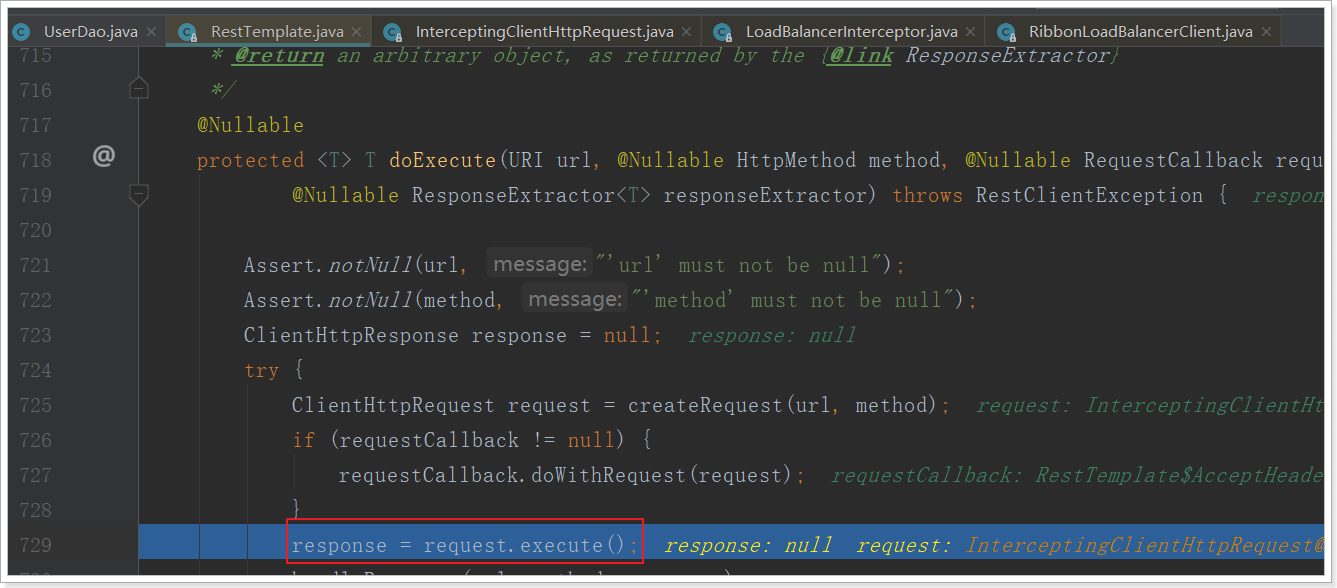 UserDao.java × RestTemplate.java × InterceptingClientHttpRequest.java × LoadBalancerInterceptor.java × RibbonLoadBalancerClient.java ×
715 * @return an arbitrary object, as returned by the {@link ResponseExtractor}
716 */
717 @Nullable
718 @ protected <T> T doExecute(URI url, @Nullable HttpMethod method, @Nullable RequestCallback requ
719 @Nullable ResponseExtractor<T> responseExtractor) throws RestClientException { respon
720
721 Assert.notNull(url, message: "'url' must not be null");
722 Assert.notNull(method, message: "'method' must not be null");
723 ClientHttpResponse response = null; response: null
724 try {
725 ClientHttpRequest request = createRequest(url, method); request: InterceptingClientHt
726 if (requestCallback != null) {
727 requestCallback.doWithRequest(request); requestCallback: RestTemplate$AcceptHeade
728 }
729 response = request.execute(); response: null request: InterceptingClientHttpRequest@